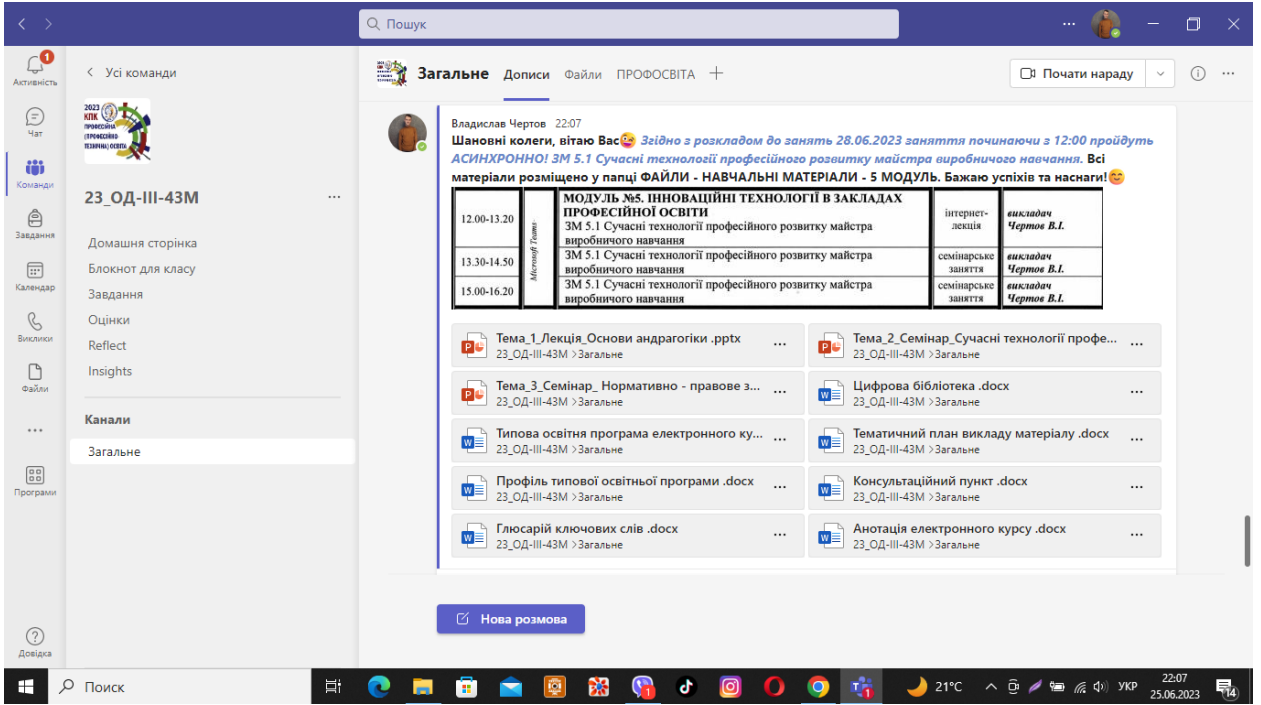 Пошук
1
Активність
Чат
Команди
Завдання
Календар
Виклики
Файли
Програми
Довідка
Усі команди
2023
КПК
ПРОФЕСІЙНА
(ПРОФЕСІЙНО
ТЕХНІЧНА) ОСВІТА
23_ОД-ІІІ-43М
Домашня сторінка
Блокнот для класу
Завдання
Оцінки
Reflect
Insights
Канали
Загальне
Загальне Дописи Файли ПРОФОСВІТА
Почати нараду
Владислав Чертов 22:07
Шановні колеги, вітаю Вас😜 Згідно з розкладом до занять 28.06.2023 заняття починаючи з 12:00 пройдуть
АСИНХРОННО! ЗМ 5.1 Сучасні технології професійного розвитку майстра виробничого навчання. Всі
матеріали розміщено у папці ФАЙЛИ - НАВЧАЛЬНІ МАТЕРІАЛИ - 5 МОДУЛЬ. Бажаю успіхів та наснаги!😊
12.00-13.20
Microsoft Teams-
МОДУЛЬ №5. ІННОВАЦІЙНІ ТЕХНОЛОГІЇ В ЗАКЛАДАХ
ПРОФЕСІЙНОЇ ОСВІТИ
ЗМ 5.1 Сучасні технології професійного розвитку майстра
виробничого навчання
інтернет-
лекція
викладач
Чертов В.І.
13.30-14.50
ЗМ 5.1 Сучасні технології професійного розвитку майстра
виробничого навчання
семінарське
заняття
викладач
Чертов В.І.
15.00-16.20
ЗМ 5.1 Сучасні технології професійного розвитку майстра
виробничого навчання
семінарське
заняття
викладач
Чертов В.І.
Тема_1_Лекція_Основи андрагогіки .pptx
23_ОД-ІІІ-43М >Загальне
Тема_2_Семінар_Сучасні технології профе...
23_ОД-ІІІ-43М >Загальне
Тема_3_Семінар_ Нормативно - правове з...
23_ОД-ІІІ-43М >Загальне
Цифрова бібліотека .docx
23_ОД-ІІІ-43М >Загальне
Типова освітня програма електронного ку...
23_ОД-ІІІ-43М >Загальне
Тематичний план викладу матеріалу .docx
23_ОД-ІІІ-43М >Загальне
Профіль типової освітньої програми .docx
23_ОД-ІІІ-43М >Загальне
Консультаційний пункт .docx
23_ОД-ІІІ-43М >Загальне
Глюсарій ключових слів .docx
23_ОД-ІІІ-43М >Загальне
Анотація електронного курсу .docx
23_ОД-ІІІ-43М >Загальне
Нова розмова
Поиск
21°C
УКР
22:07
25.06.2023
14